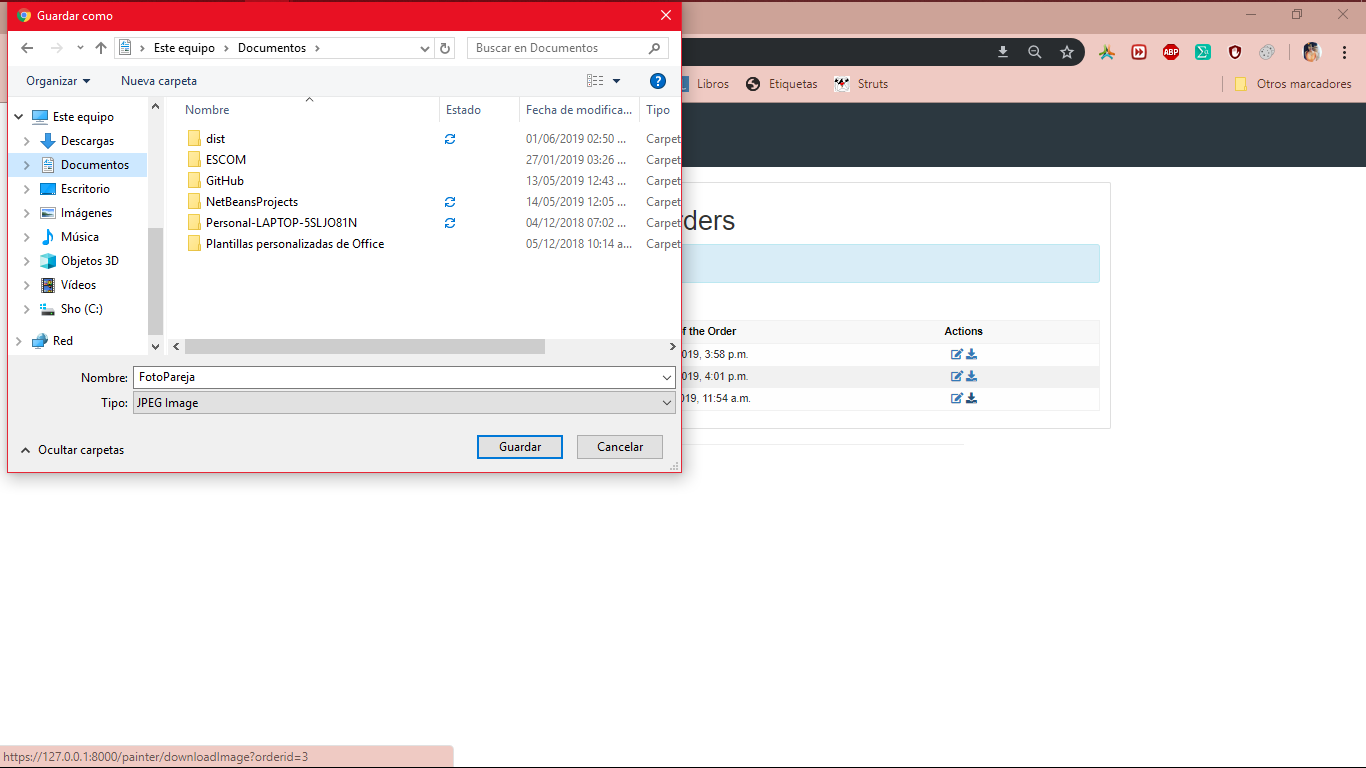 Guardar como
Este equipo > Documentos >
Buscar en Documentos
Organizar
Nueva carpeta
Libros
Etiquetas
Struts
Otros marcadores
ABP
Nombre
Estado
Fecha de modifica...
Tipo
Este equipo
Descargas
Documentos
Escritorio
Imágenes
Música
Objetos 3D
Vídeos
Sho (C:)
Red
dist 01/06/2019 02:50 ... Carpet
ESCOM 27/01/2019 03:26 ... Carpet
GitHub 13/05/2019 12:43 ... Carpet
NetBeansProjects 14/05/2019 12:05 ... Carpet
Personal-LAPTOP-5SLJO81N 04/12/2018 07:02 ... Carpet
Plantillas personalizadas de Office 05/12/2018 10:14 a... Carpet
Nombre: FotoPareja
Tipo: JPEG Image
Ocultar carpetas
Guardar
Cancelar
ders
f the Order
Actions
019, 3:58 p.m.
019, 4:01 p.m.
019, 11:54 a.m.
https://127.0.0.1:8000/painter/downloadImage?orderid=3